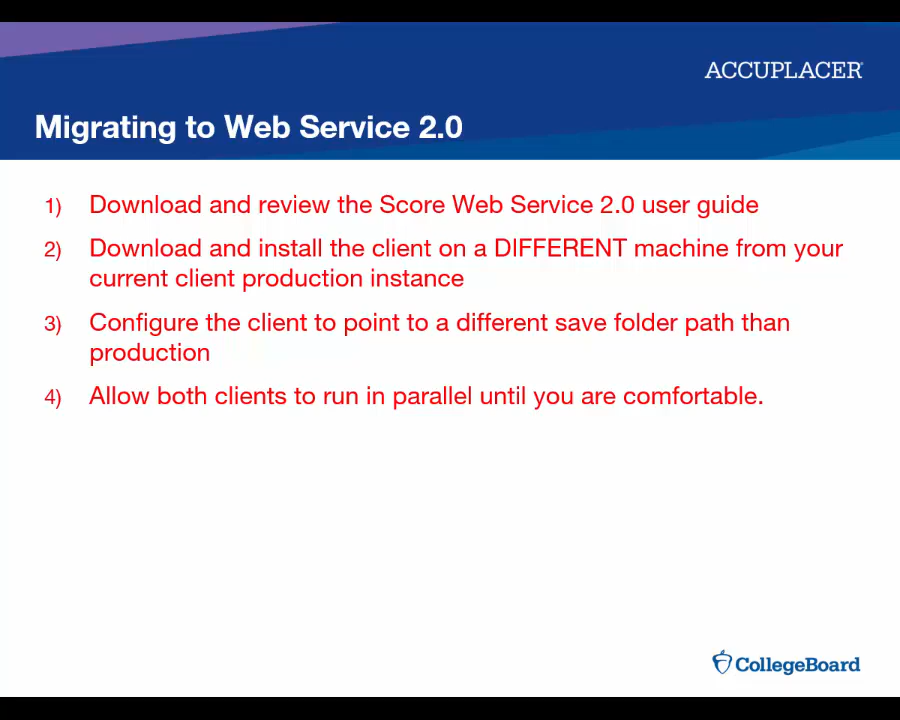 ACCUPLACER
Migrating to Web Service 2.0
1) Download and review the Score Web Service 2.0 user guide
2) Download and install the client on a DIFFERENT machine from your
current client production instance
3) Configure the client to point to a different save folder path than
production
4) Allow both clients to run in parallel until you are comfortable.
CollegeBoard